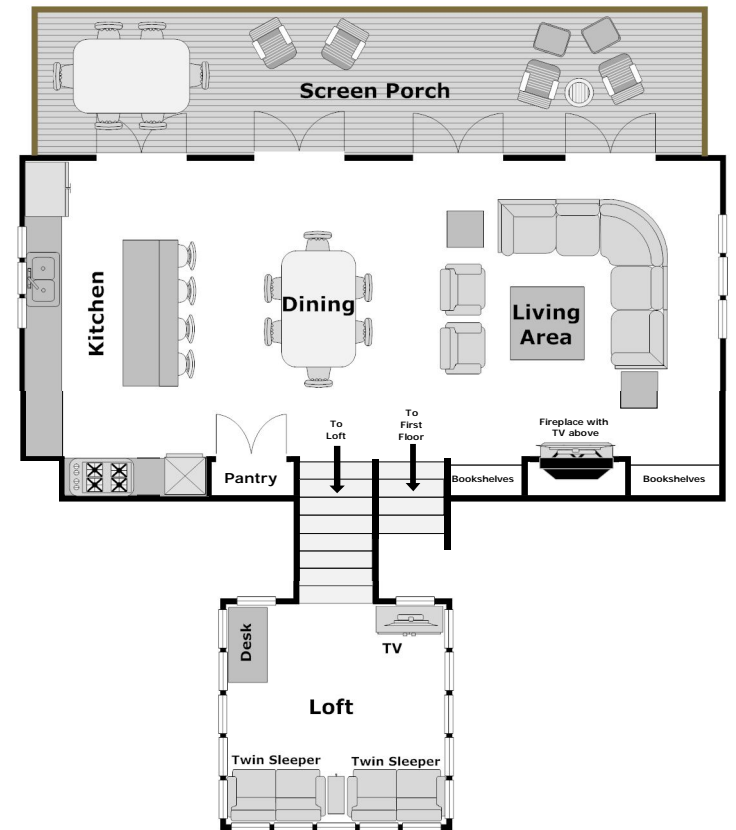 Screen Porch
Kitchen
Dining
Living
Area
To
Loft
To
First
Floor
Fireplace with
TV above
Pantry
Bookshelves
Bookshelves
Desk
TV
Loft
Twin Sleeper
Twin Sleeper